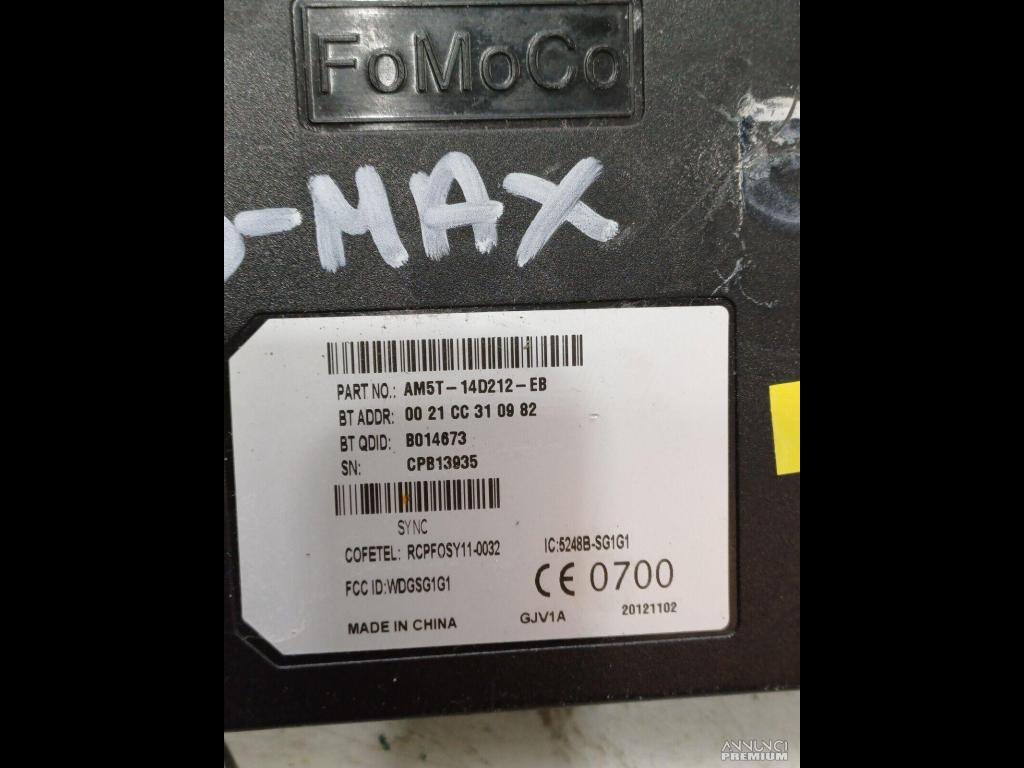 FoMoCo
-MAX
PART NO.: AM5T-14D212-EB
BT ADDR: 00 21 CC 31 09 82
BT QDID: B014673
SN: CPB13935
SYNC
COFETEL: RCPFOSY11-0032 IC:5248B-SG1G1
FCC ID:WDGSG1G1 CE 0700
MADE IN CHINA GJV1A 20121102
ANNUNCI
PREMIUM